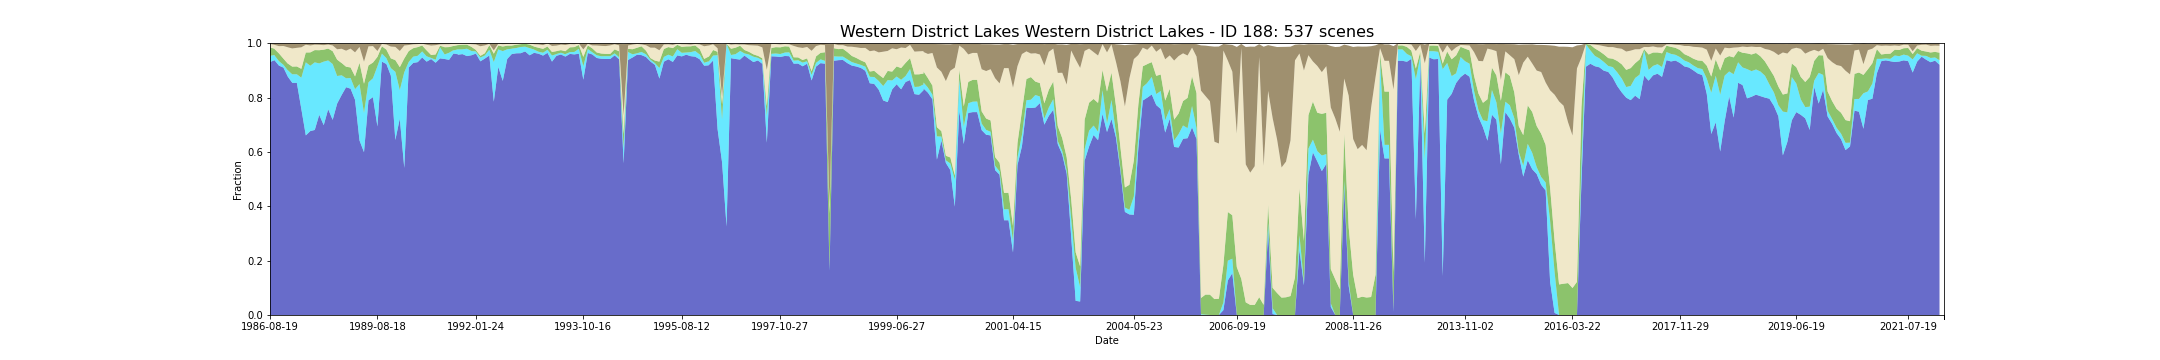 Western District Lakes Western District Lakes - ID 188: 537 scenes
1.0
0.8
0.6
0.4
0.2
0.0
Fraction
1986-08-19 1989-08-18 1992-01-24 1993-10-16 1995-08-12 1997-10-27 1999-06-27 2001-04-15 2004-05-23 2006-09-19 2008-11-26 2013-11-02 2016-03-22 2017-11-29 2019-06-19 2021-07-19
Date